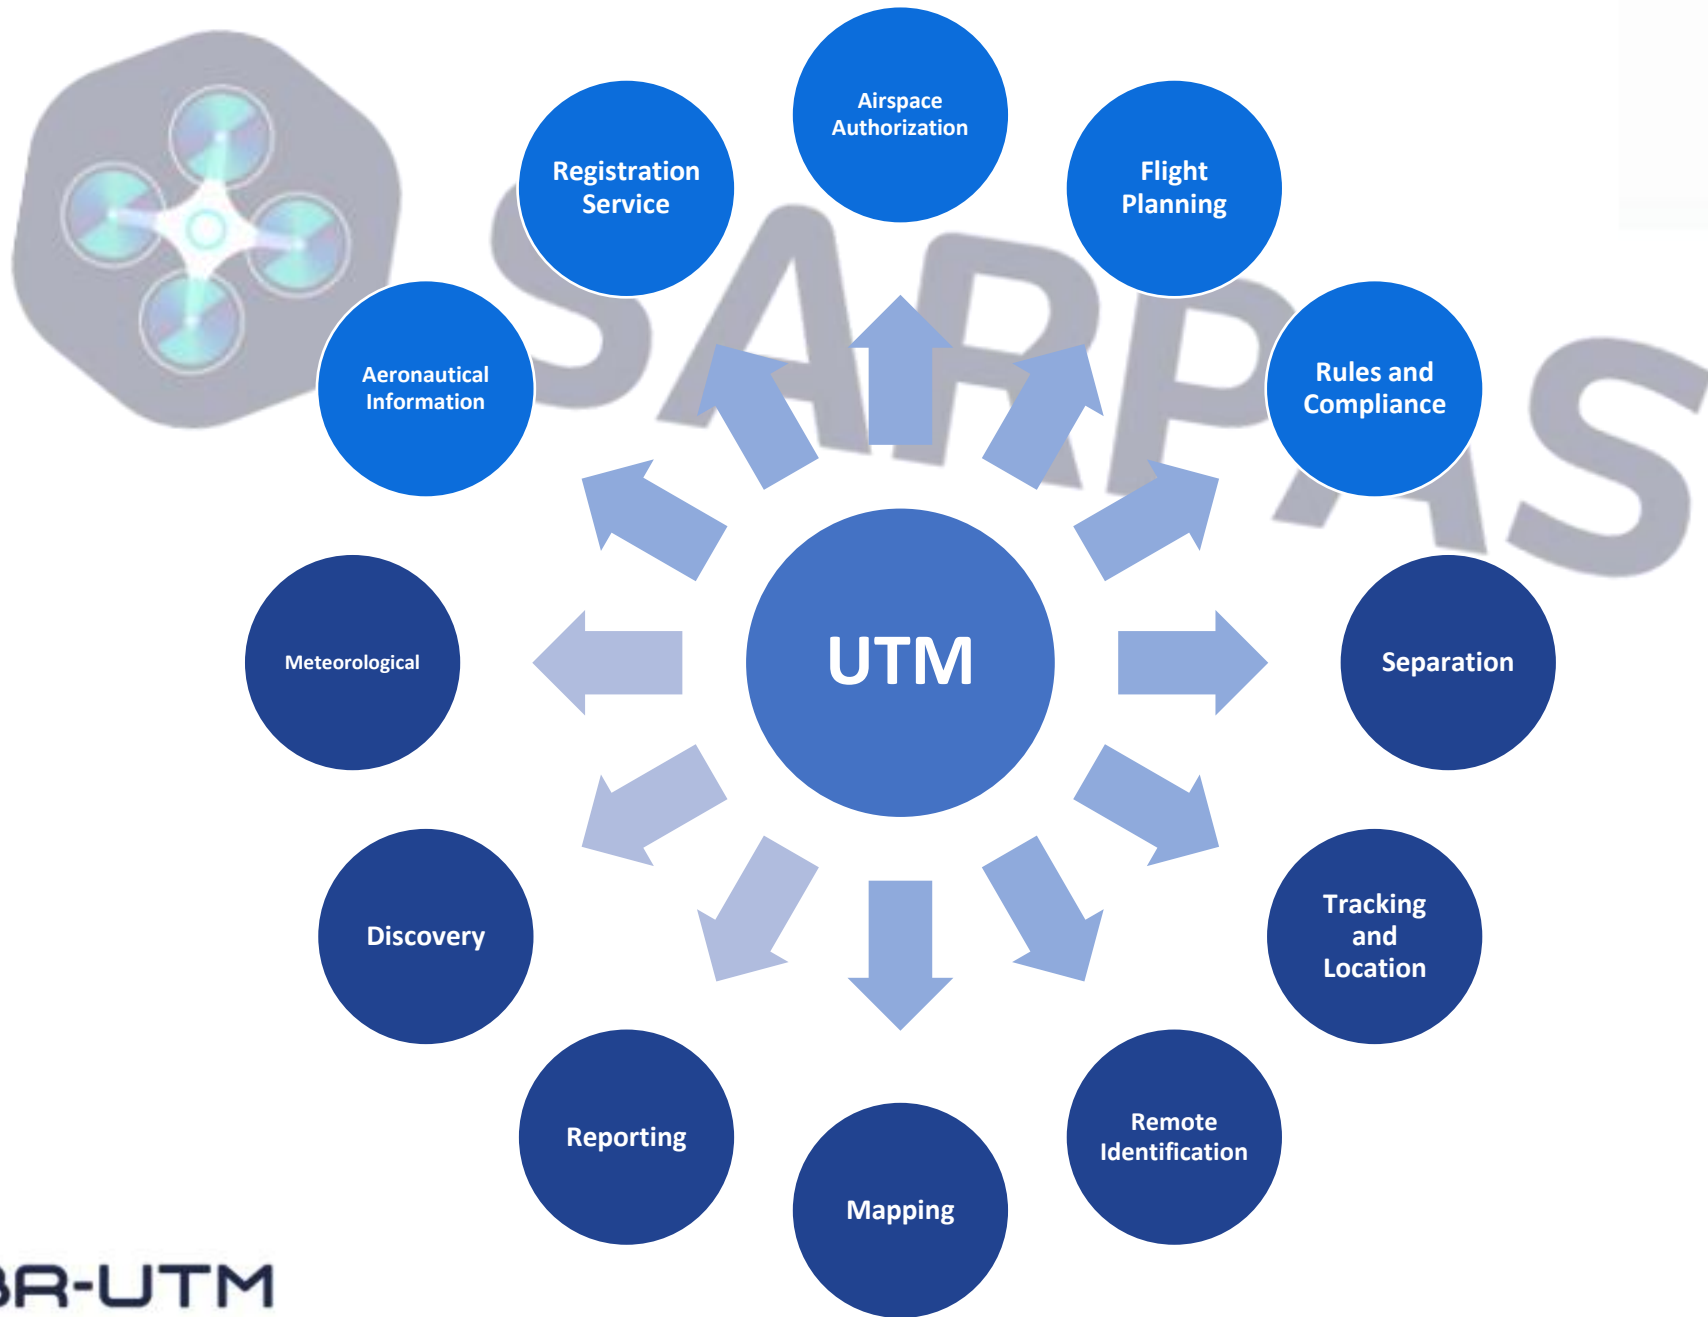 Airspace
Authorization
Registration
Service
Flight
Planning
SARPAS
Aeronautical
Information
Rules and
Compliance
Meteorological
UTM
Separation
Discovery
Tracking
and
Location
Reporting
Remote
Identification
Mapping
BR-UTM